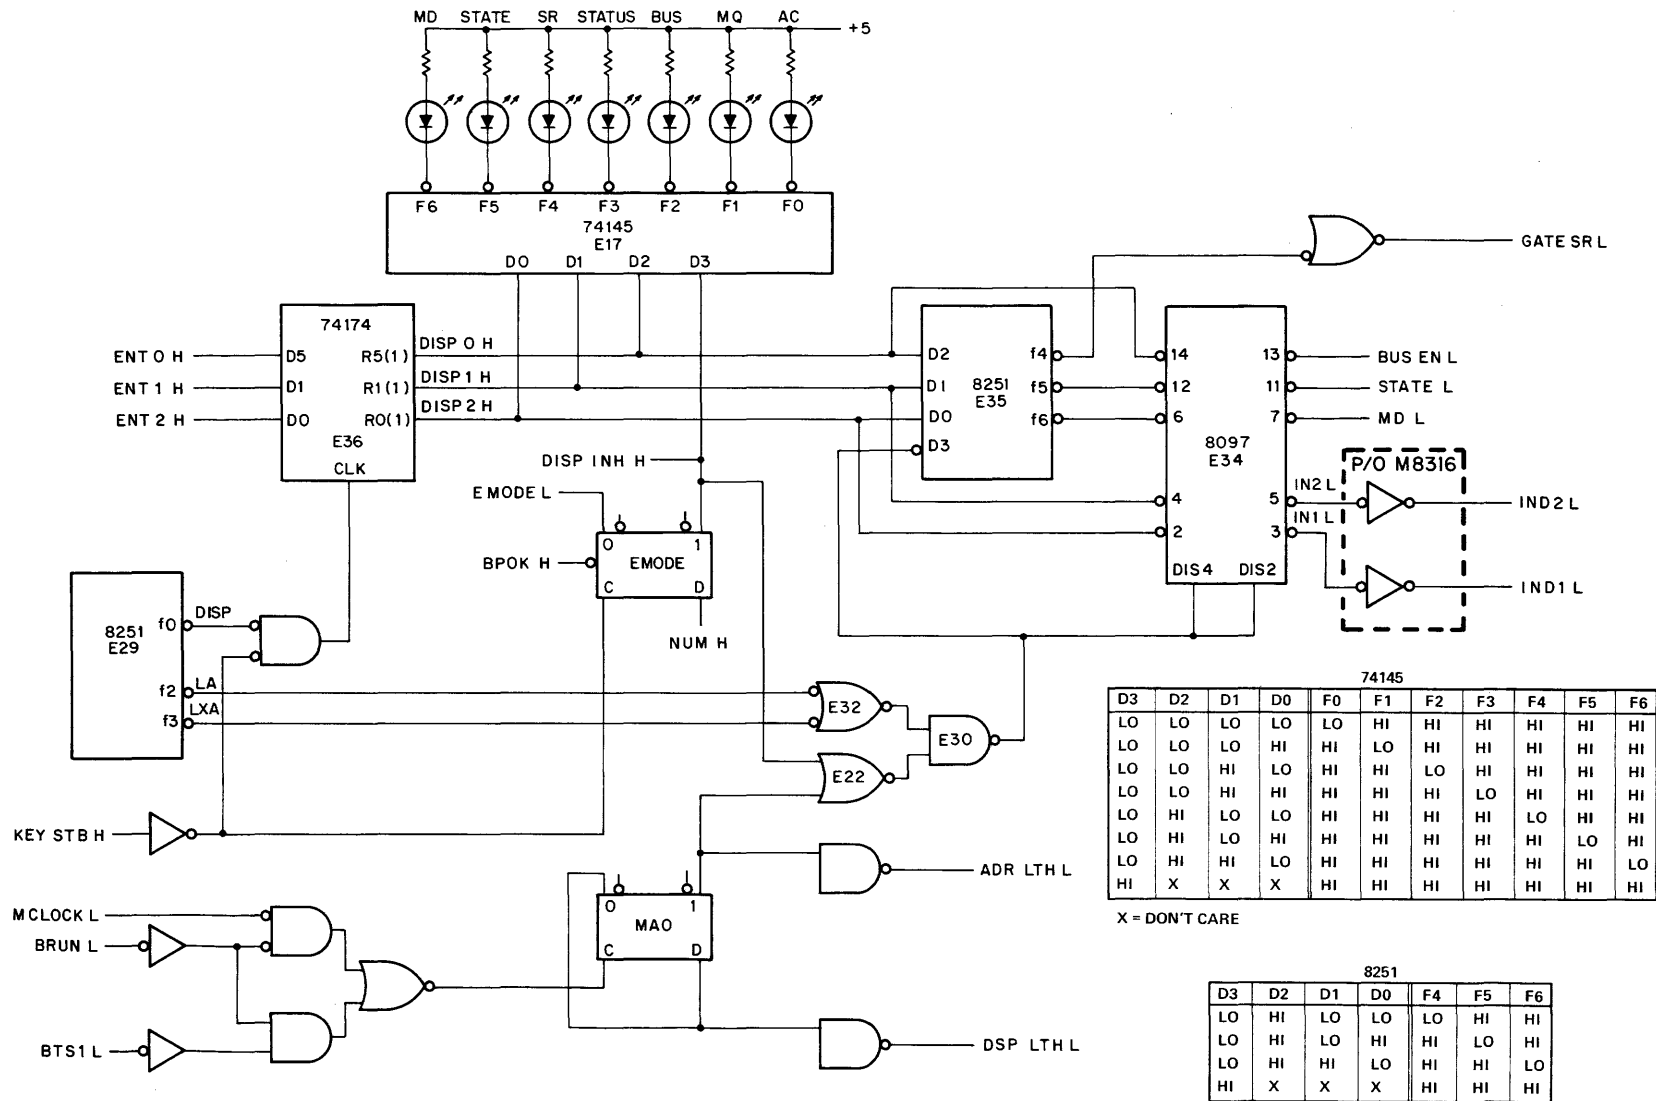 MD STATE SR STATUS BUS MQ AC
+5
F6 F5 F4 F3 F2 F1 F0
74145
E17
D0 D1 D2 D3
GATE SR L
74174
ENT 0 H D5 R5(1) DISP 0 H
ENT 1 H D1 R1(1) DISP 1 H
ENT 2 H D0 R0(1) DISP 2 H
E36
CLK
D2 f4
D1 8251 f5
E35
D0 f6
D3
14 13 BUS EN L
12 11 STATE L
6 7 MD L
8097
E34
P/O M8316
4 5 IN2 L IND2 L
2 3 IN1 L IND1 L
DIS4 DIS2
DISP INH H
EMODE L
0 1
BPOK H EMODE
C D
NUM H
8251
E29
f0 DISP
f2 LA
f3 LXA
E32
E30
E22
KEY STB H
ADR LTH L
MCLOCK L
BRUN L
BTS1 L
0 1
MA0
C D
DSP LTH L
74145
D3 D2 D1 D0 F0 F1 F2 F3 F4 F5 F6
LO LO LO LO LO HI HI HI HI HI HI
LO LO LO HI HI LO HI HI HI HI HI
LO LO HI LO HI HI LO HI HI HI HI
LO LO HI HI HI HI HI LO HI HI HI
LO HI LO LO HI HI HI HI LO HI HI
LO HI LO HI HI HI HI HI HI LO HI
LO HI HI LO HI HI HI HI HI HI LO
HI X X X HI HI HI HI HI HI HI
X = DON'T CARE
8251
D3 D2 D1 D0 F4 F5 F6
LO HI LO LO LO HI HI
LO HI LO HI HI LO HI
LO HI HI LO HI HI LO
HI X X X HI HI HI